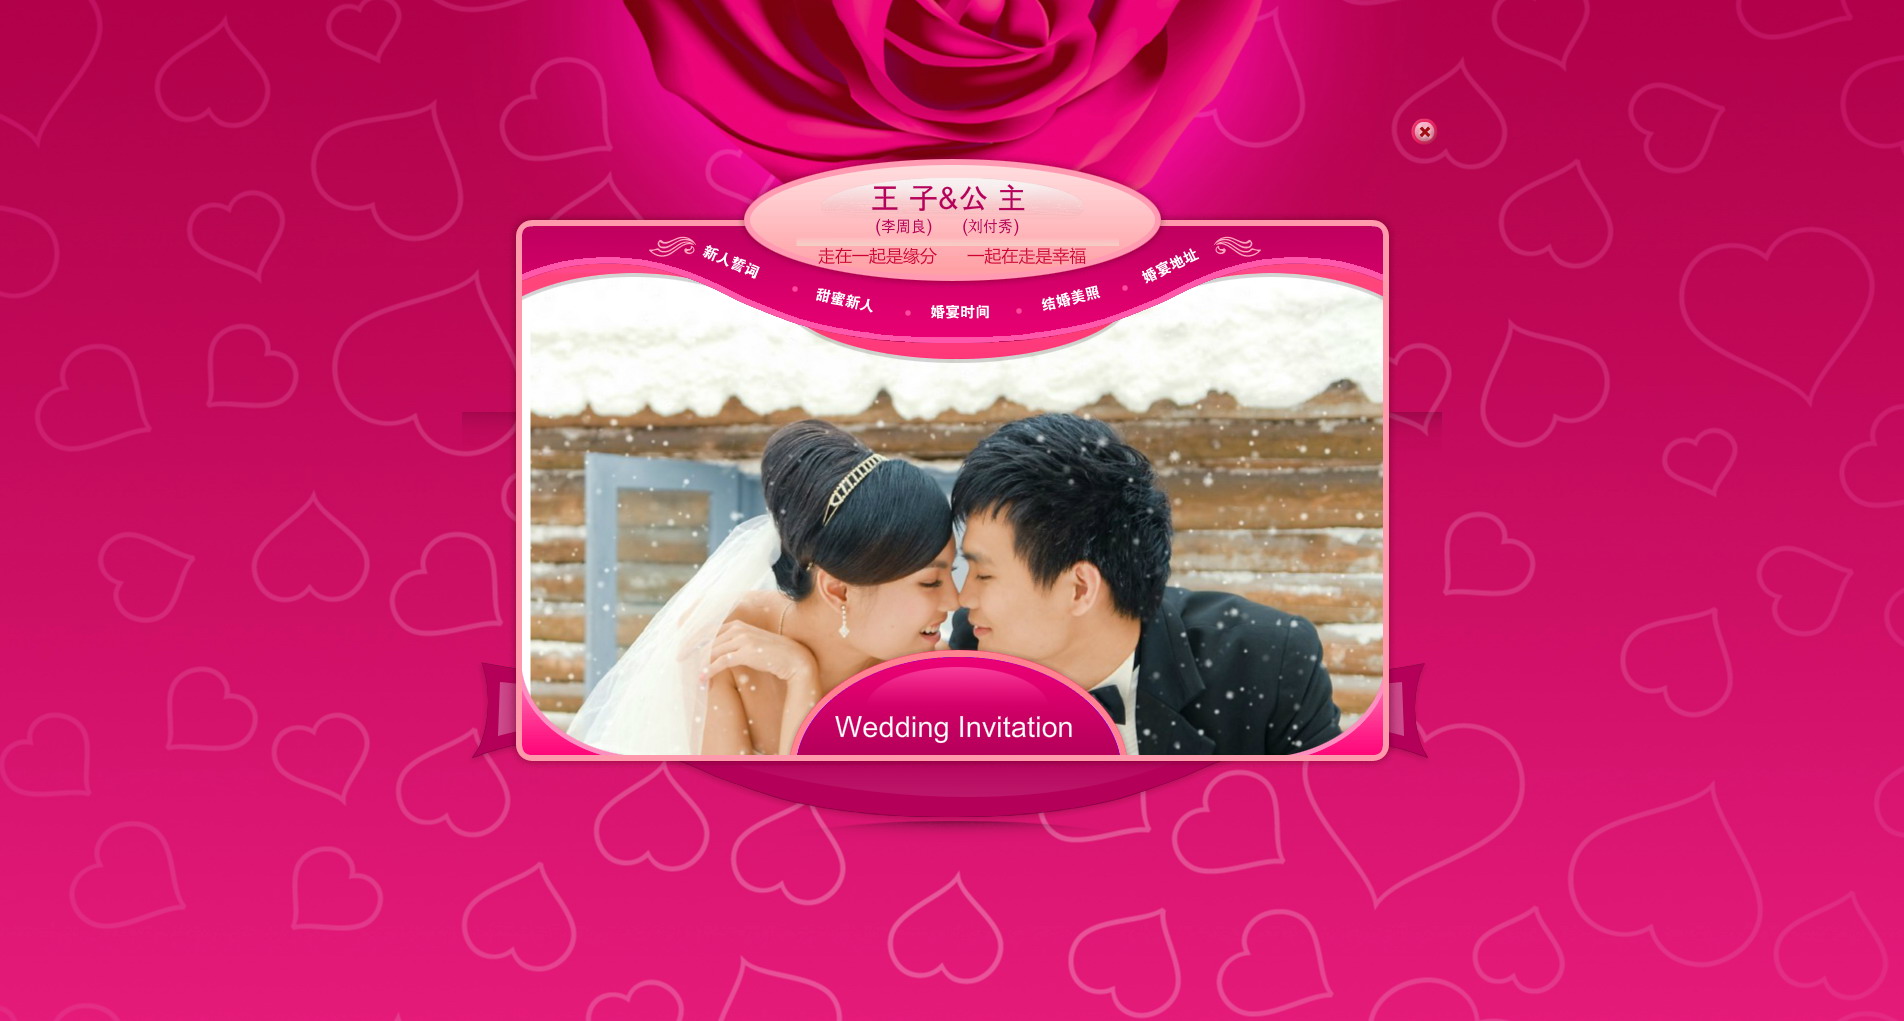 王 子&公 主
(李周良) (刘付秀)
走在一起是缘分 一起在走是幸福
新人誓词
甜蜜新人
婚宴时间
结婚美照
婚宴地址
Wedding Invitation